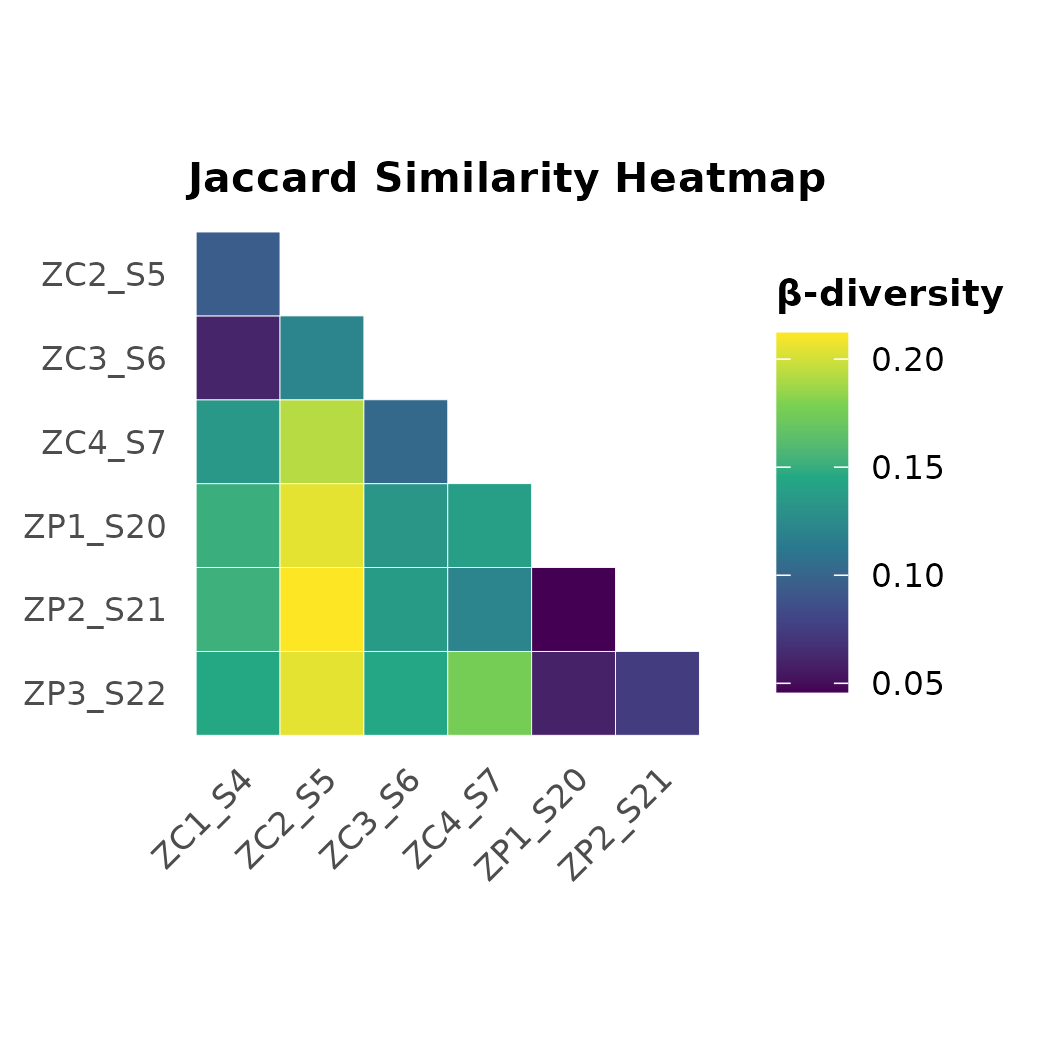 Jaccard Similarity Heatmap
ZC2_S5
ZC3_S6
ZC4_S7
ZP1_S20
ZP2_S21
ZP3_S22
ZC1_S4
ZC2_S5
ZC3_S6
ZC4_S7
ZP1_S20
ZP2_S21
β-diversity
0.20
0.15
0.10
0.05